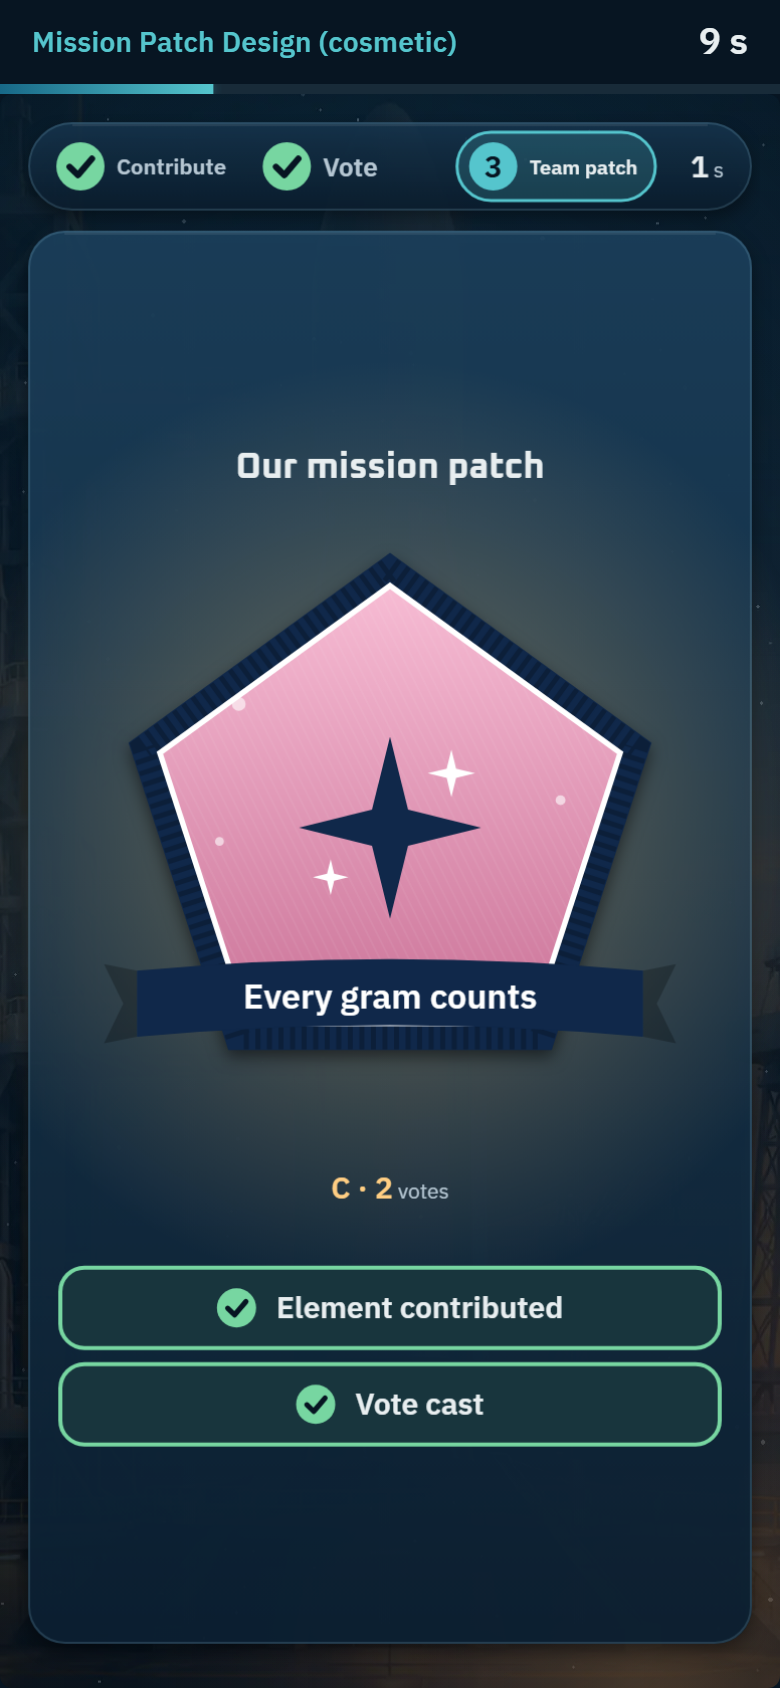 Mission Patch Design (cosmetic)
9 s
Contribute
Vote
3 Team patch
1 s
Our mission patch
Every gram counts
C · 2 votes
Element contributed
Vote cast